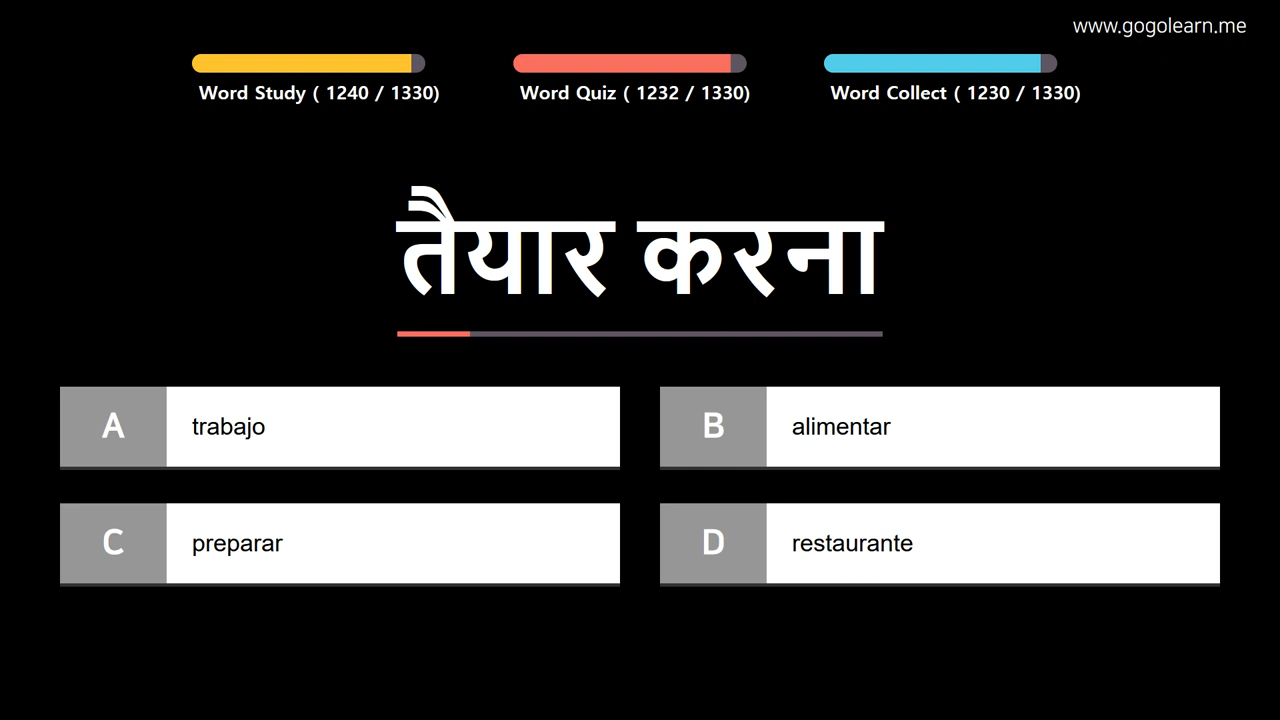 www.gogolearn.me
Word Study ( 1240 / 1330)
Word Quiz ( 1232 / 1330)
Word Collect ( 1230 / 1330)
तैयार करना
A trabajo
B alimentar
C preparar
D restaurante